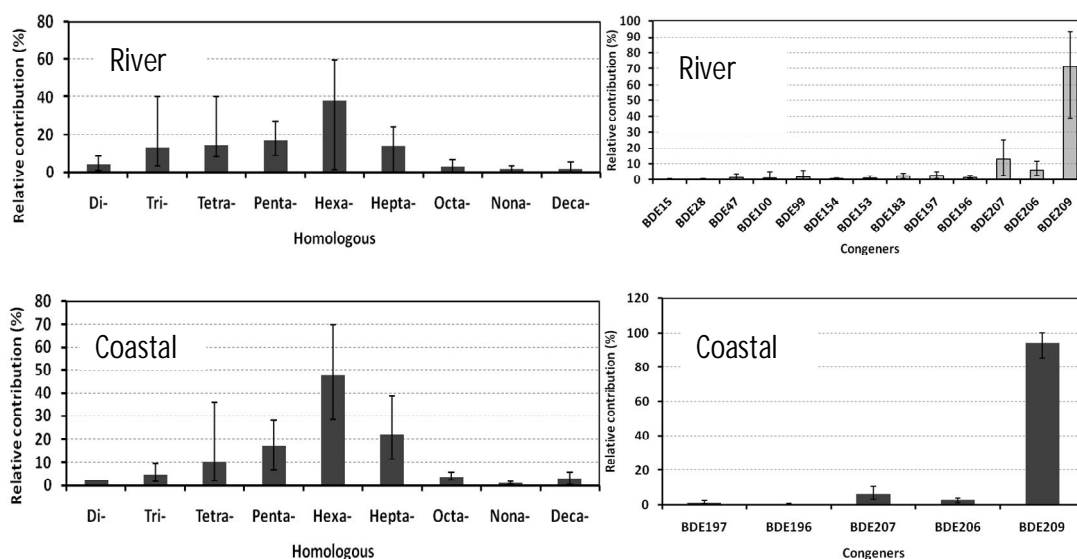 Relative contribution (%)
80
60
40
20
0
River
Di- Tri- Tetra- Penta- Hexa- Hepta- Octa- Nona- Deca-
Homologous
Relative contribution (%)
100
90
80
70
60
50
40
30
20
10
0
River
BDE15 BDE28 BDE47 BDE100 BDE99 BDE154 BDE153 BDE183 BDE197 BDE196 BDE207 BDE206 BDE209
Congeners
Relative contribution (%)
80
70
60
50
40
30
20
10
0
Coastal
Di- Tri- Tetra- Penta- Hexa- Hepta- Octa- Nona- Deca-
Homologous
Relative contribution (%)
120
100
80
60
40
20
0
Coastal
BDE197 BDE196 BDE207 BDE206 BDE209
Congeners